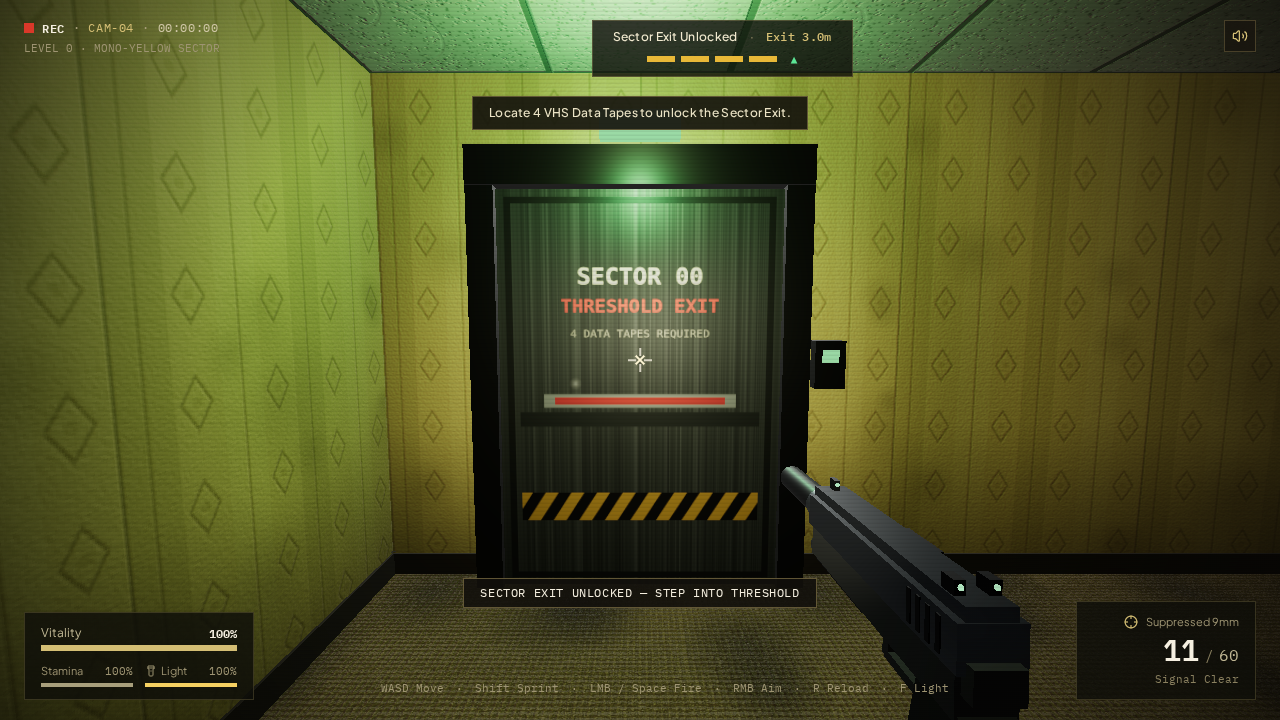 REC · CAM-04 · 00:00:00
LEVEL 0 · MONO-YELLOW SECTOR
Sector Exit Unlocked · Exit 3.0m
Locate 4 VHS Data Tapes to unlock the Sector Exit.
SECTOR 00
THRESHOLD EXIT
4 DATA TAPES REQUIRED
SECTOR EXIT UNLOCKED — STEP INTO THRESHOLD
Vitality 100%
Stamina 100% Light 100%
WASD Move · Shift Sprint · LMB / Space Fire · RMB Aim · R Reload · F Light
Suppressed 9mm
11 / 60
Signal Clear